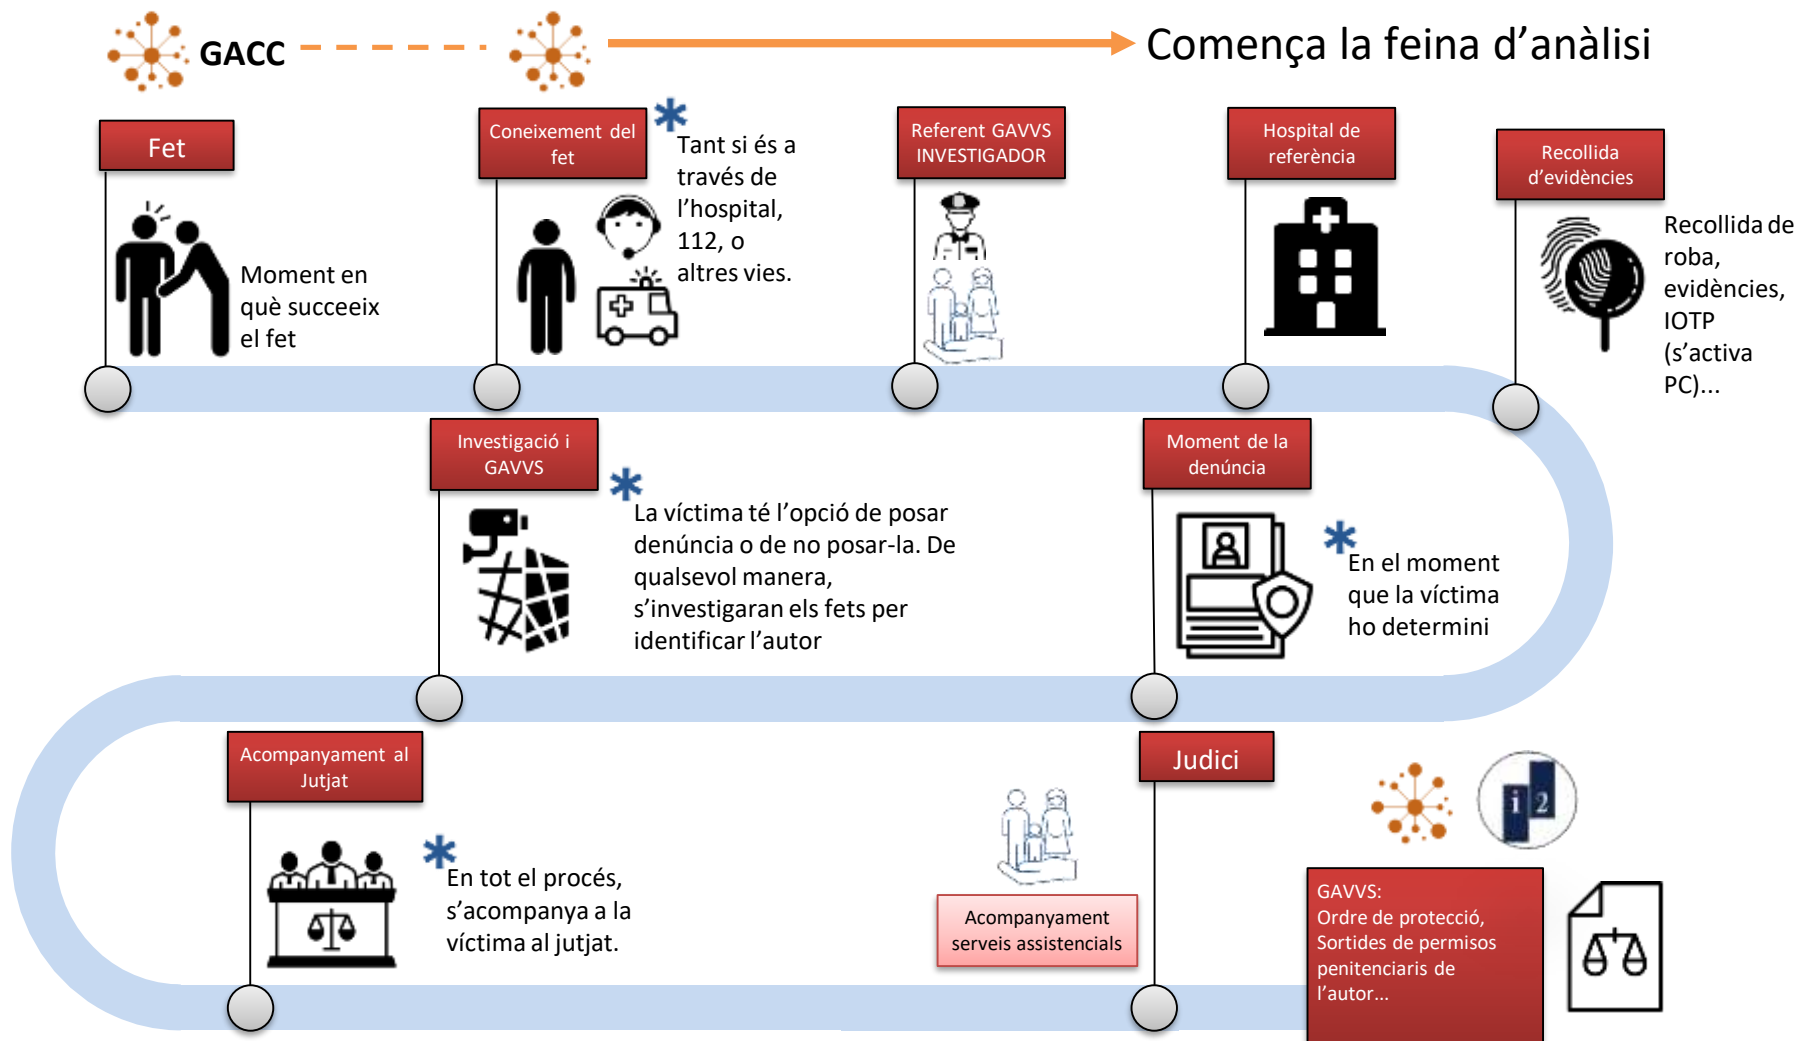 GACC
Comença la feina d’anàlisi
Fet
Moment en
què succeeix
el fet
Coneixement del
fet
Tant si és a
través de
l’hospital,
112, o
altres vies.
Referent GAVVS
INVESTIGADOR
Hospital de
referència
Recollida
d’evidències
Recollida de
roba,
evidències,
IOTP
(s’activa
PC)...
Investigació i
GAVVS
La víctima té l’opció de posar
denúncia o de no posar-la. De
qualsevol manera,
s’investigaran els fets per
identificar l’autor
Moment de la
denúncia
En el moment
que la víctima
ho determini
Acompanyament al
Jutjat
En tot el procés,
s’acompanya a la
víctima al jutjat.
Acompanyament
serveis assistencials
Judici
i2
GAVVS:
Ordre de protecció,
Sortides de permisos
penitenciaris de
l’autor...